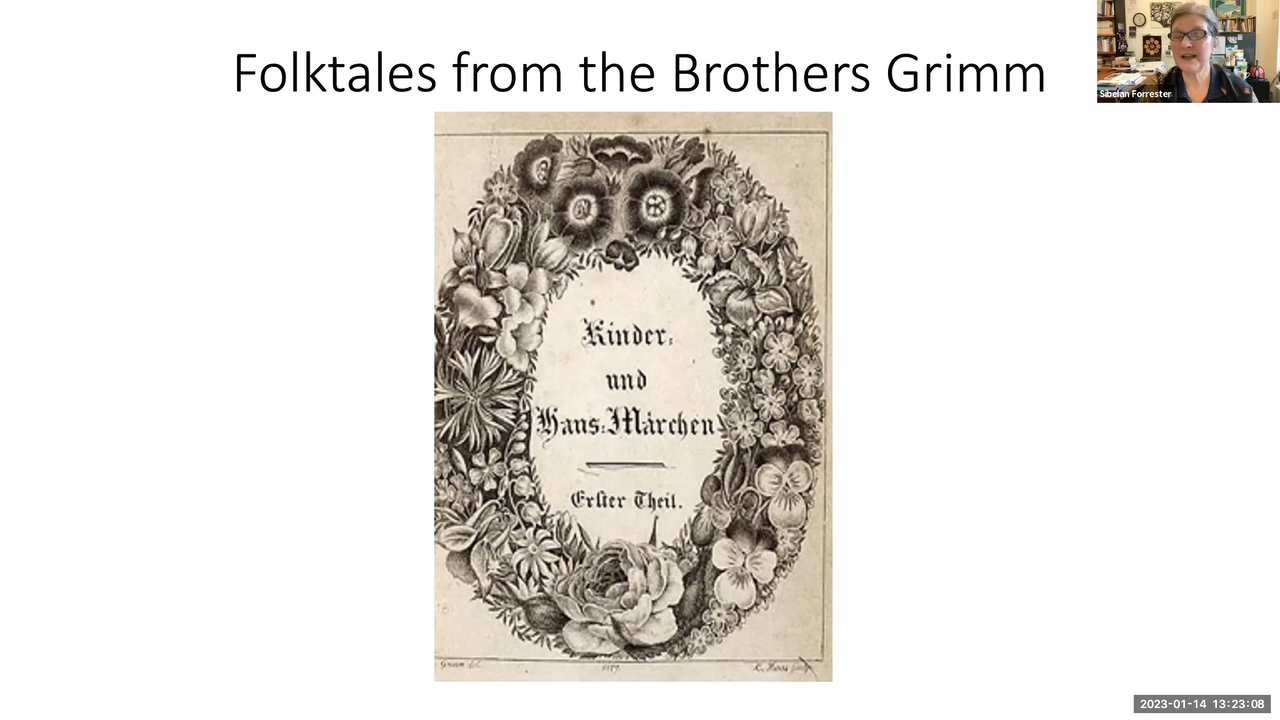 Folktales from the Brothers Grimm
Sibelan Forrester
Kinder-
und
Haus-Märchen
Erster Theil.
2023-01-14 13:23:08